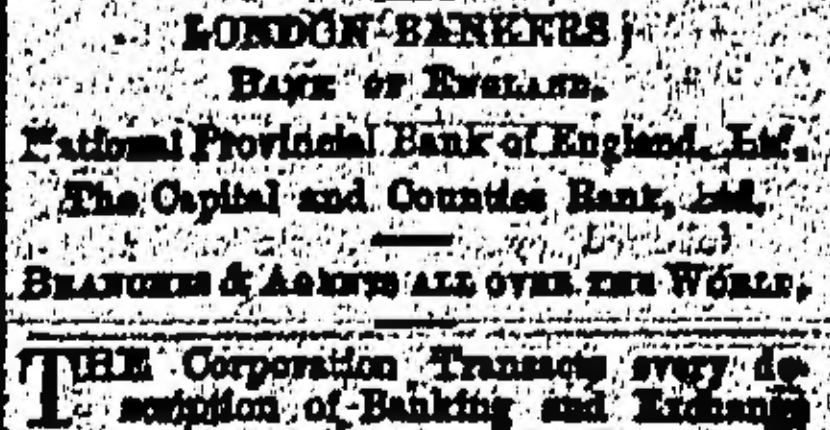 LONDON BANKERS;
BANK OF ENGLAND.
National Provincial Bank of England, Ltd.
The Capital and Counties Bank, Ltd.
BRANCHES & AGENTS ALL OVER THE WORLD.
THE Corporation Transacts every de-
scription of Banking and Exchange